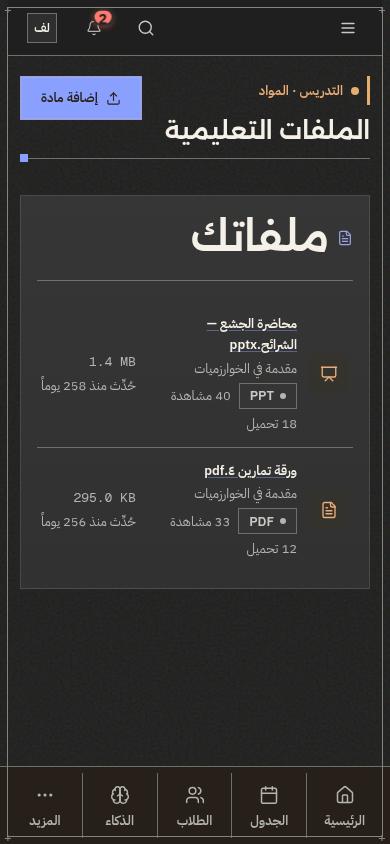 2
لف
التدريس · المواد
إضافة مادة
الملفات التعليمية
ملفاتك
محاضرة الجشع —
الشرائح.pptx
مقدمة في الخوارزميات
PPT
40 مشاهدة
18 تحميل
1.4 MB
حُدِّث منذ 258 يوماً
ورقة تمارين ٤.pdf
مقدمة في الخوارزميات
PDF
33 مشاهدة
12 تحميل
295.0 KB
حُدِّث منذ 256 يوماً
الرئيسية
الجدول
الطلاب
الذكاء
المزيد